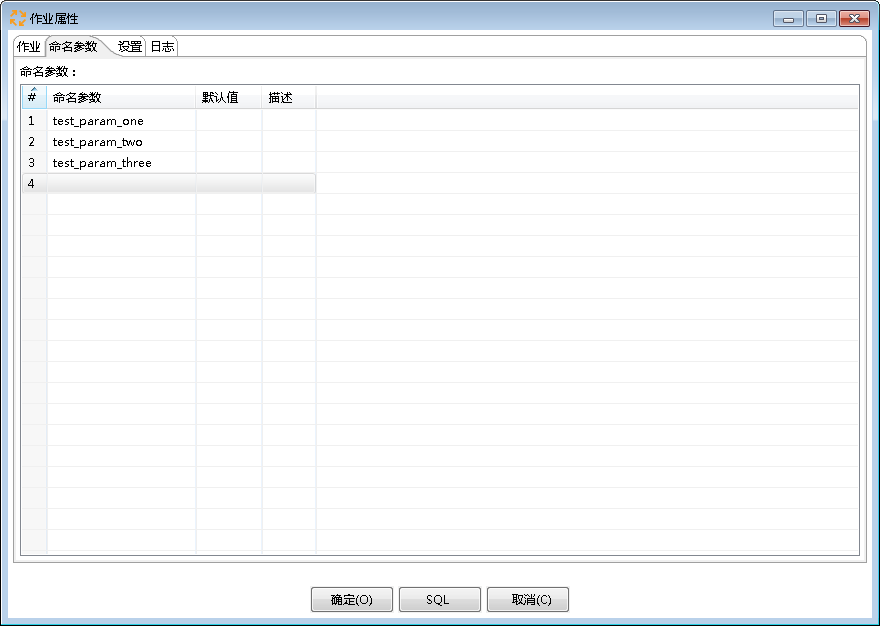 作业属性
作业 命名参数 设置 日志
命名参数：
# 命名参数 默认值 描述
1 test_param_one
2 test_param_two
3 test_param_three
4
确定(O) SQL 取消(C)